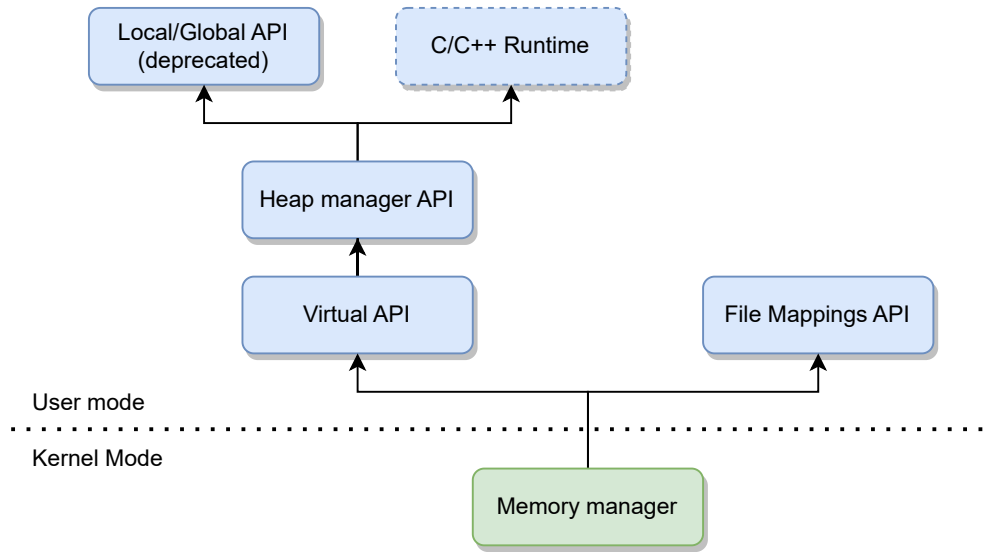 Local/Global API
(deprecated)
C/C++ Runtime
Heap manager API
Virtual API
File Mappings API
User mode
Kernel Mode
Memory manager